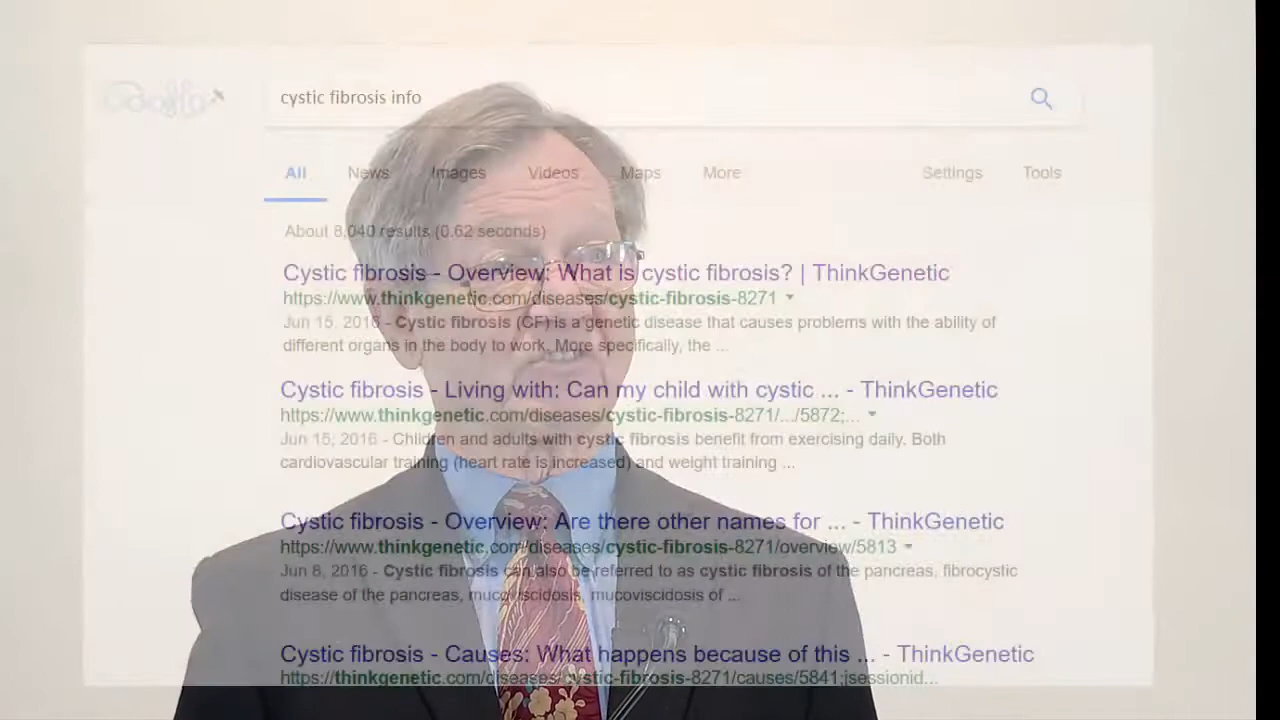 cystic fibrosis info
All News Images Videos Maps More Settings Tools
About 8,040 results (0.62 seconds)
Cystic fibrosis - Overview: What is cystic fibrosis? | ThinkGenetic
https://www.thinkgenetic.com/diseases/cystic-fibrosis-8271
Jun 15, 2016 - Cystic fibrosis (CF) is a genetic disease that causes problems with the ability of
different organs in the body to work. More specifically, the ...
Cystic fibrosis - Living with: Can my child with cystic ... - ThinkGenetic
https://www.thinkgenetic.com/diseases/cystic-fibrosis-8271/.../5872;...
Jun 15, 2016 - Children and adults with cystic fibrosis benefit from exercising daily. Both
cardiovascular training (heart rate is increased) and weight training ...
Cystic fibrosis - Overview: Are there other names for ... - ThinkGenetic
https://www.thinkgenetic.com/diseases/cystic-fibrosis-8271/overview/5813
Jun 8, 2016 - Cystic fibrosis can also be referred to as cystic fibrosis of the pancreas, fibrocystic
disease of the pancreas, mucoviscidosis, mucoviscidosis of ...
Cystic fibrosis - Causes: What happens because of this ... - ThinkGenetic
https://thinkgenetic.com/diseases/cystic-fibrosis-8271/causes/5841;jsessionid...